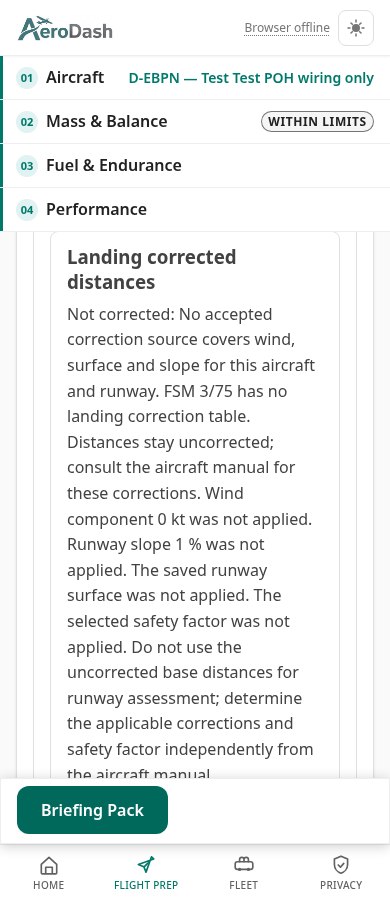 AeroDash
Browser offline
01 Aircraft D-EBPN — Test Test POH wiring only
02 Mass & Balance WITHIN LIMITS
03 Fuel & Endurance
04 Performance
Landing corrected
distances
Not corrected: No accepted
correction source covers wind,
surface and slope for this aircraft
and runway. FSM 3/75 has no
landing correction table.
Distances stay uncorrected;
consult the aircraft manual for
these corrections. Wind
component 0 kt was not applied.
Runway slope 1 % was not
applied. The saved runway
surface was not applied. The
selected safety factor was not
applied. Do not use the
uncorrected base distances for
runway assessment; determine
the applicable corrections and
safety factor independently from
the aircraft manual
Briefing Pack
HOME FLIGHT PREP FLEET PRIVACY